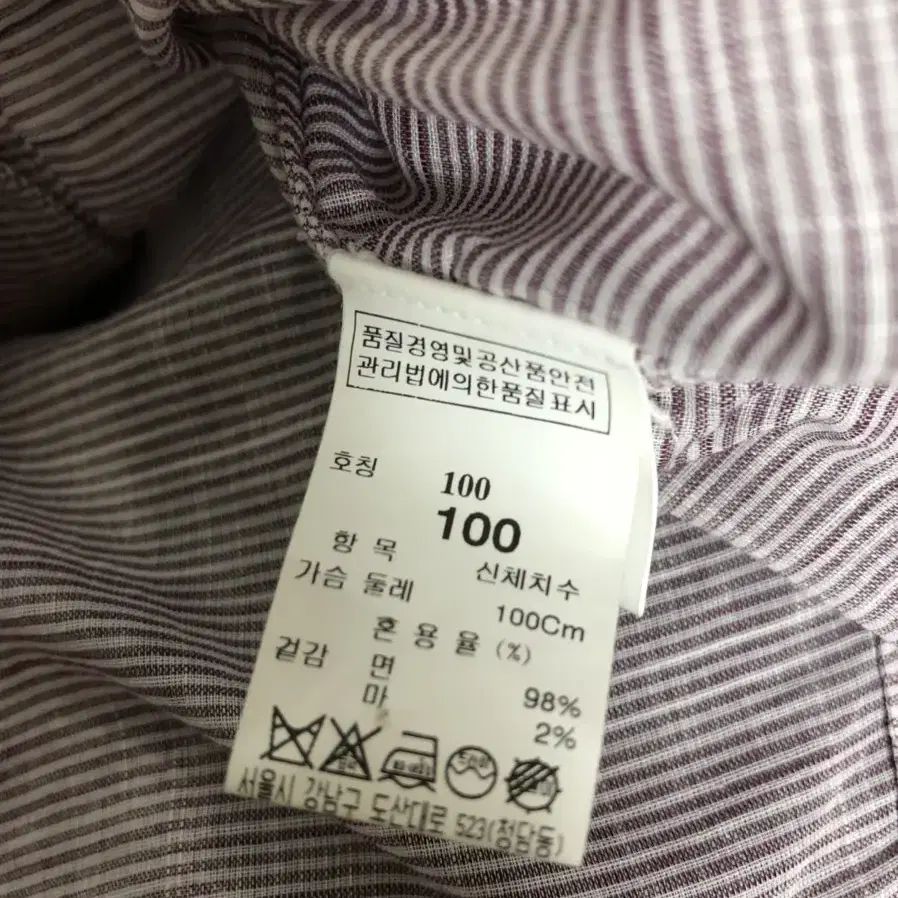 품질경영및공산품안전
관리법에의한품질표시
호칭 100
100
항 목 신체치수
가슴 둘레 100Cm
혼 용 율 (%)
겉감 면 98%
마 2%
서울시 강남구 도산대로 523(청담동)